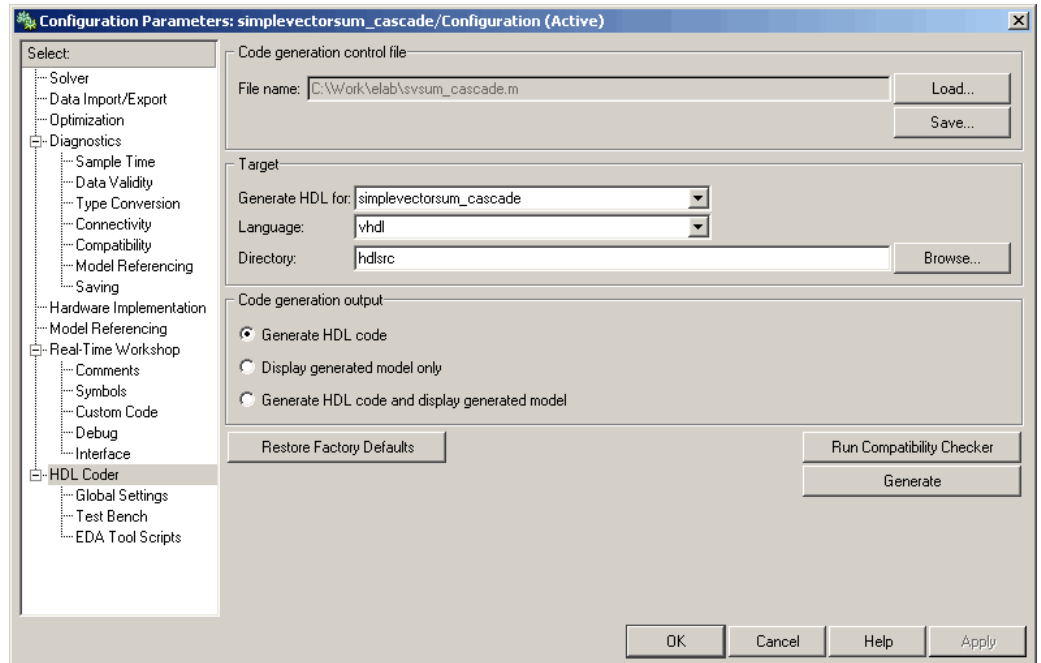 Configuration Parameters: simplevectorsum_cascade/Configuration (Active)
Select:
Solver
Data Import/Export
Optimization
Diagnostics
Sample Time
Data Validity
Type Conversion
Connectivity
Compatibility
Model Referencing
Saving
Hardware Implementation
Model Referencing
Real-Time Workshop
Comments
Symbols
Custom Code
Debug
Interface
HDL Coder
Global Settings
Test Bench
EDA Tool Scripts
Code generation control file
File name: C:\Work\elab\svsum_cascade.m
Load...
Save...
Target
Generate HDL for: simplevectorsum_cascade
Language: vhdl
Directory: hdlsrc
Browse...
Code generation output
Generate HDL code
Display generated model only
Generate HDL code and display generated model
Restore Factory Defaults
Run Compatibility Checker
Generate
OK
Cancel
Help
Apply